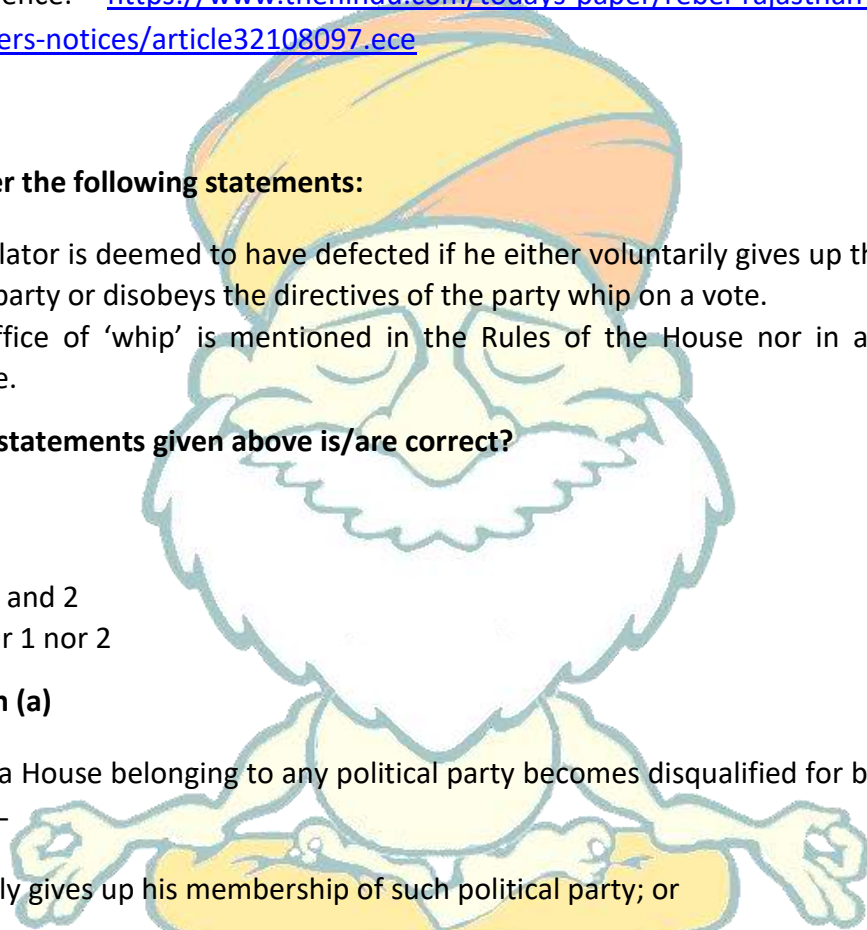 ence: https://www.thehindu.com/todays-paper/rebel-rajasthan
ers-notices/article32108097.ece
er the following statements:
lator is deemed to have defected if he either voluntarily gives up th
party or disobeys the directives of the party whip on a vote.
ffice of ‘whip’ is mentioned in the Rules of the House nor in a
e.
statements given above is/are correct?
and 2
r 1 nor 2
n (a)
a House belonging to any political party becomes disqualified for b
–
ly gives up his membership of such political party; or